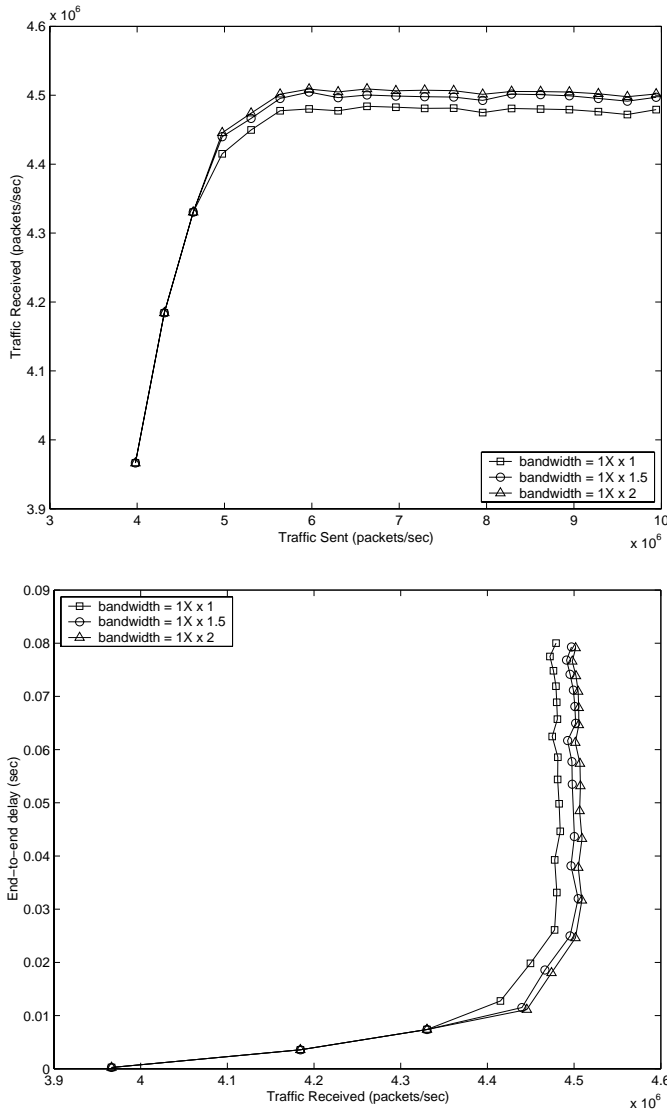 x 10^6
4.6
4.5
4.4
4.3
4.2
4.1
4
3.9
Traffic Received (packets/sec)
3 4 5 6 7 8 9 10
Traffic Sent (packets/sec)
x 10^6
bandwidth = 1X x 1
bandwidth = 1X x 1.5
bandwidth = 1X x 2
0.09
0.08
0.07
0.06
0.05
0.04
0.03
0.02
0.01
0
End−to−end delay (sec)
bandwidth = 1X x 1
bandwidth = 1X x 1.5
bandwidth = 1X x 2
3.9 4 4.1 4.2 4.3 4.4 4.5 4.6
Traffic Received (packets/sec)
x 10^6